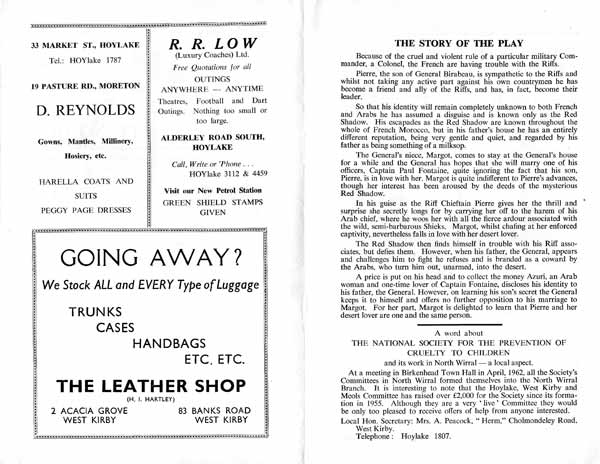 33 MARKET ST., HOYLAKE
Tel.: HOYlake 1787
19 PASTURE RD., MORETON
D. REYNOLDS
Gowns, Mantles, Millinery,
Hosiery, etc.
HARELLA COATS AND
SUITS
PEGGY PAGE DRESSES
R. R. LOW
(Luxury Coaches) Ltd.
Free Quotations for all
OUTINGS
ANYWHERE — ANYTIME
Theatres, Football and Dart
Outings. Nothing too small or
too large.
ALDERLEY ROAD SOUTH,
HOYLAKE
Call, Write or 'Phone . . .
HOYlake 3112 & 4459
Visit our New Petrol Station
GREEN SHIELD STAMPS
GIVEN
GOING AWAY?
We Stock ALL and EVERY Type of Luggage
TRUNKS
CASES
HANDBAGS
ETC. ETC.
THE LEATHER SHOP
(H. I. HARTLEY)
2 ACACIA GROVE
WEST KIRBY
83 BANKS ROAD
WEST KIRBY
THE STORY OF THE PLAY
Because of the cruel and violent rule of a particular military Com-
mander, a Colonel, the French are having trouble with the Riffs.
Pierre, the son of General Birabeau, is sympathetic to the Riffs and
whilst not taking any active part against his own countrymen he has
become a friend and ally of the Riffs, and has, in fact, become their
leader.
So that his identity will remain completely unknown to both French
and Arabs he has assumed a disguise and is known only as the Red
Shadow. His escapades as the Red Shadow are known throughout the
whole of French Morocco, but in his father's house he has an entirely
different reputation, being very gentle and quiet, and regarded by his
father as being something of a milksop.
The General's niece, Margot, comes to stay at the General's house
for a while and the General has hopes that she will marry one of his
officers, Captain Paul Fontaine, quite ignoring the fact that his son,
Pierre, is in love with her. Margot is quite indifferent to Pierre's advances,
though her interest has been aroused by the deeds of the mysterious
Red Shadow.
In his guise as the Riff Chieftain Pierre gives her the thrill and
surprise she secretly longs for by carrying her off to the harem of his
Arab chief, where he woos her with all the fierce ardour associated with
the wild, semi-barbarous Shieks. Margot, whilst chafing at her enforced
captivity, nevertheless falls in love with her desert lover.
The Red Shadow then finds himself in trouble with his Riff asso-
ciates, but defies them. However, when his father, the General, appears
and challenges him to fight he refuses and is branded as a coward by
the Arabs, who turn him out, unarmed, into the desert.
A price is put on his head and to collect the money Azuri, an Arab
woman and one-time lover of Captain Fontaine, discloses his identity to
his father, the General. However, on learning his son's secret the General
keeps it to himself and offers no further opposition to his marriage to
Margot. For her part, Margot is delighted to learn that Pierre and her
desert lover are one and the same person.
A word about
THE NATIONAL SOCIETY FOR THE PREVENTION OF
CRUELTY TO CHILDREN
and its work in North Wirral — a local aspect.
At a meeting in Birkenhead Town Hall in April, 1962, all the Society's
Committees in North Wirral formed themselves into the North Wirral
Branch. It is interesting to note that the Hoylake, West Kirby and
Meols Committee has raised over £2,000 for the Society since its forma-
tion in 1955. Although they are a very 'live' Committee they would
be only too pleased to receive offers of help from anyone interested.
Local Hon. Secretary: Mrs. A. Peacock, "Herm," Cholmondeley Road,
West Kirby.
Telephone : Hoylake 1807.